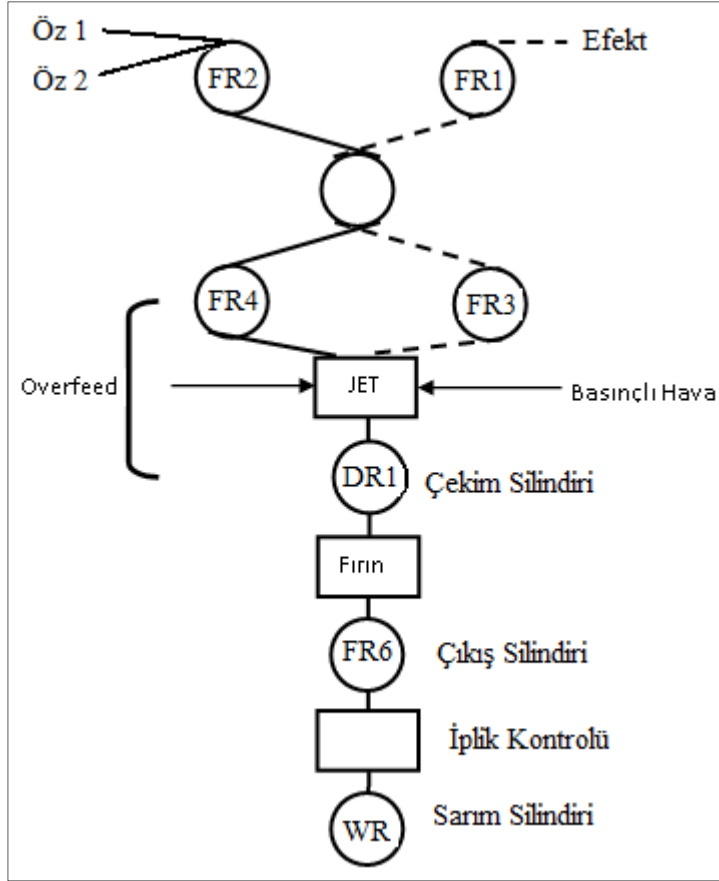 Öz 1
Efekt
Öz 2
FR2
FR1
FR4
FR3
Overfeed
JET
Basınçlı Hava
DR1
Çekim Silindiri
Fırın
FR6
Çıkış Silindiri
İplik Kontrolü
WR
Sarım Silindiri